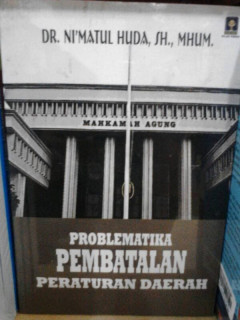 DR. NI'MATUL HUDA, SH., MHUM.
MAHKAMAH AGUNG
PROBLEMATIKA
PEMBATALAN
PERATURAN DAERAH